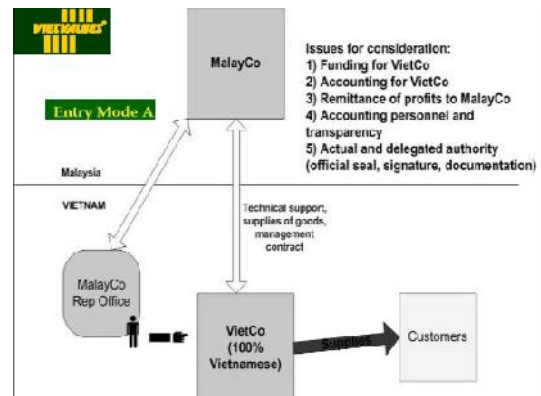 VIETVALUES®
MalayCo
Entry Mode A
Issues for consideration:
1) Funding for VietCo
2) Accounting for VietCo
3) Remittance of profits to MalayCo
4) Accounting personnel and
transparency
5) Actual and delegated authority
(official seal, signature, documentation)
Malaysia
VIETNAM
Technical support,
supplies of goods,
management
contract
MalayCo
Rep Office
VietCo
(100%
Vietnamese)
Supplies
Customers